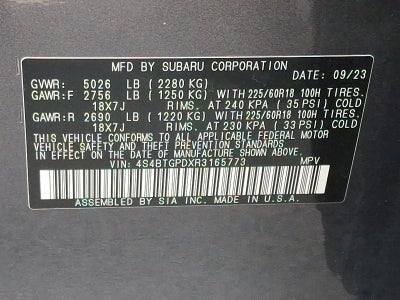 MFD BY SUBARU CORPORATION
DATE: 09/23
GVWR: 5026 LB (2280 KG)
GAWR:F 2756 LB (1250 KG) WITH 225/60R18 100H TIRES.
18X7J RIMS. AT 240 KPA ( 35 PSI) COLD
GAWR:R 2690 LB (1220 KG) WITH 225/60R18 100H TIRES.
18X7J RIMS. AT 230 KPA ( 33 PSI) COLD
THIS VEHICLE CONFORMS TO ALL APPLICABLE FEDERAL MOTOR
VEHICLE SAFETY AND THEFT PREVENTION STANDARDS
IN EFFECT ON THE DATE OF MANUFACTURE SHOWN ABOVE.
VIN: 4S4BTGPDXR3165773 MPV
ASSEMBLED BY SIA INC. MADE IN U.S.A.